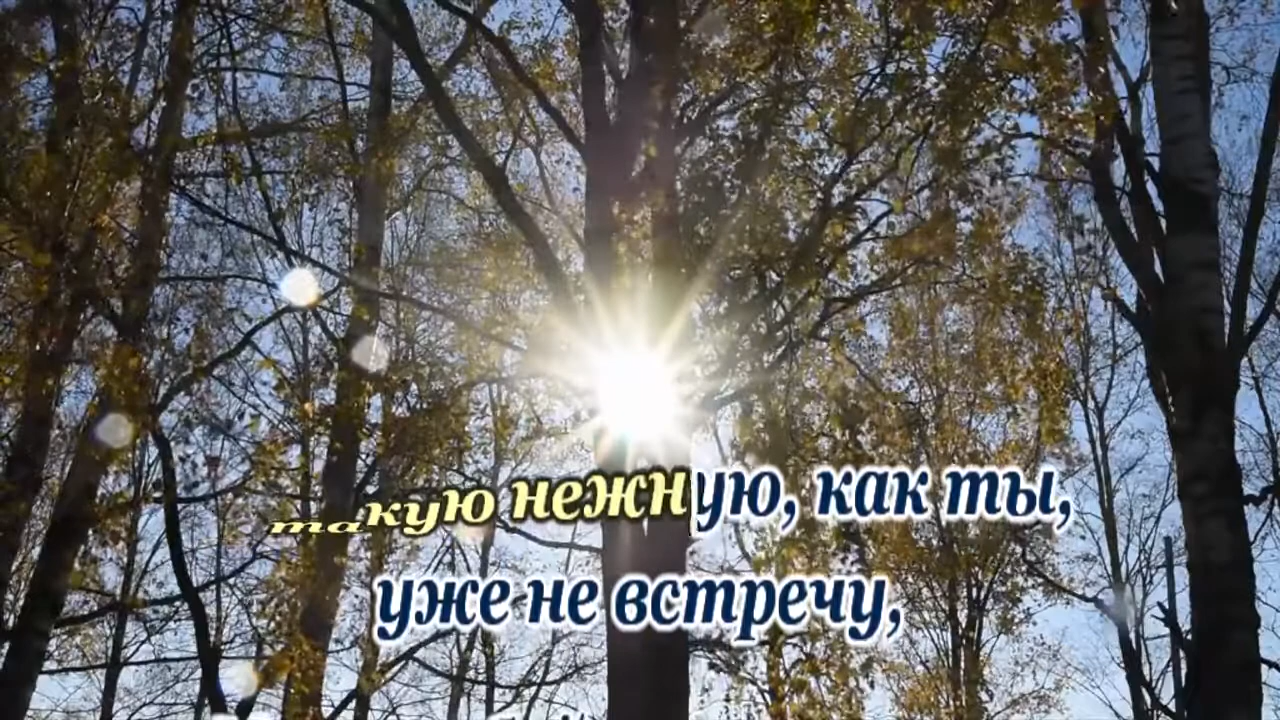 такую нежную, как ты,
уже не встречу,